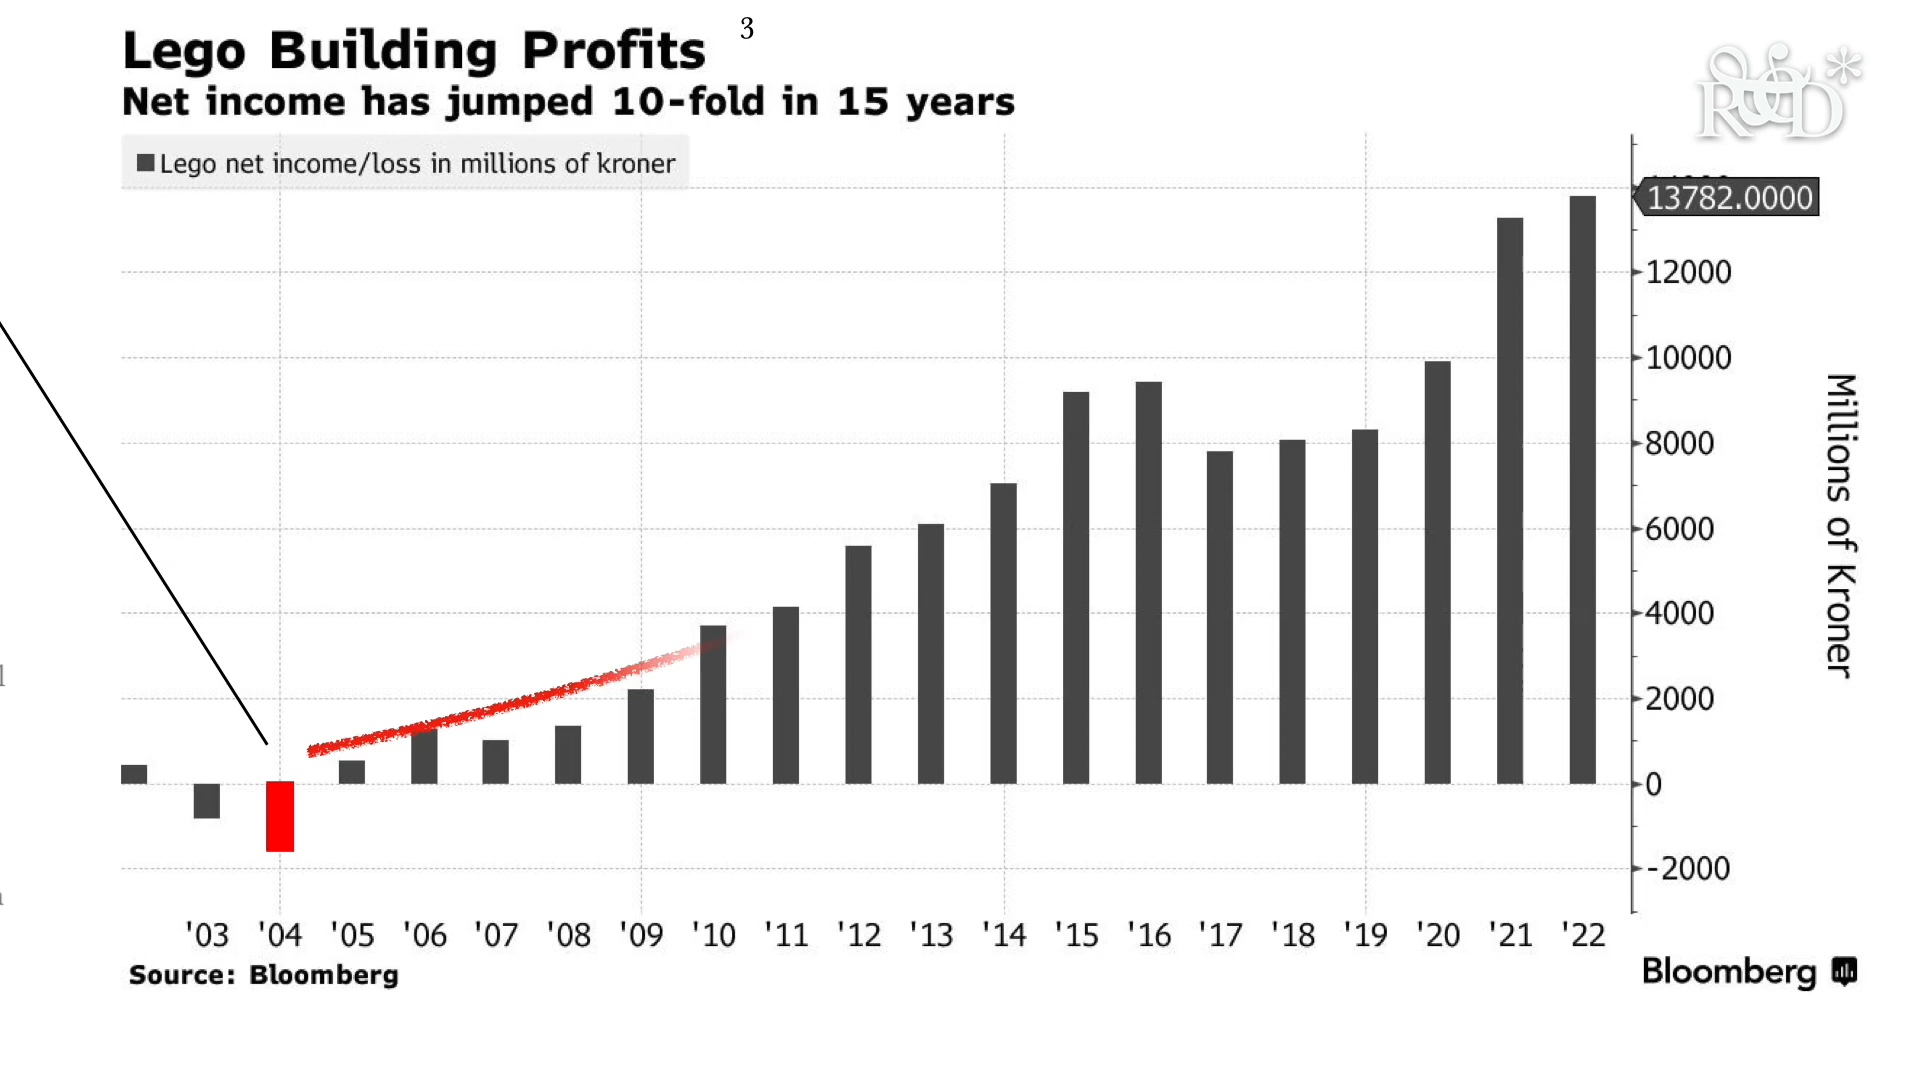 Lego Building Profits 3
Net income has jumped 10-fold in 15 years
R&D*
Lego net income/loss in millions of kroner
13782.0000
12000
10000
8000
6000
4000
2000
0
-2000
Millions of Kroner
l
'03 '04 '05 '06 '07 '08 '09 '10 '11 '12 '13 '14 '15 '16 '17 '18 '19 '20 '21 '22
Source: Bloomberg
Bloomberg